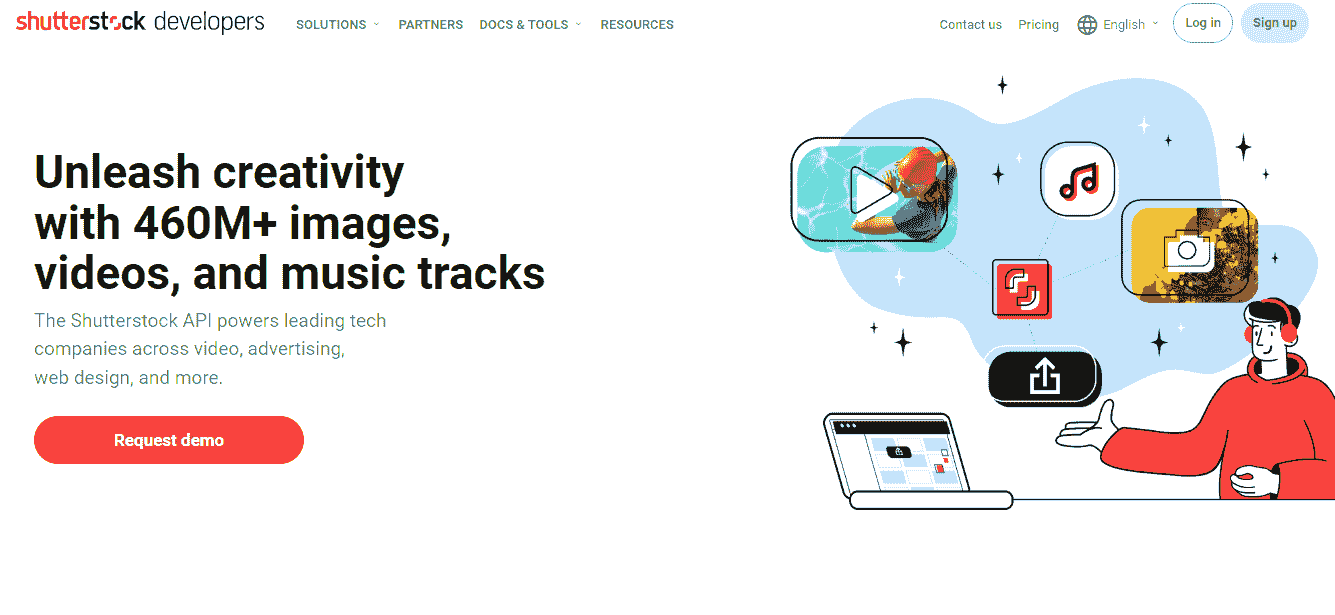 shutterstock developers
SOLUTIONS
PARTNERS
DOCS & TOOLS
RESOURCES
Contact us
Pricing
English
Log in
Sign up
Unleash creativity
with 460M+ images,
videos, and music tracks
The Shutterstock API powers leading tech
companies across video, advertising,
web design, and more.
Request demo